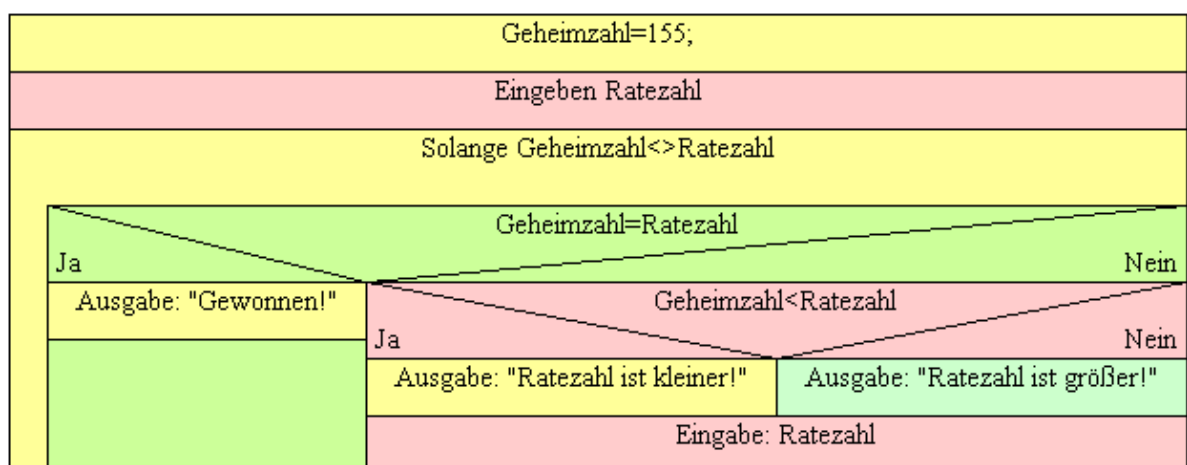 Geheimzahl=155;
Eingeben Ratezahl
Solange Geheimzahl<>Ratezahl
Geheimzahl=Ratezahl
Ja
Nein
Ausgabe: "Gewonnen!"
Geheimzahl<Ratezahl
Ja
Nein
Ausgabe: "Ratezahl ist kleiner!"
Ausgabe: "Ratezahl ist größer!"
Eingabe: Ratezahl